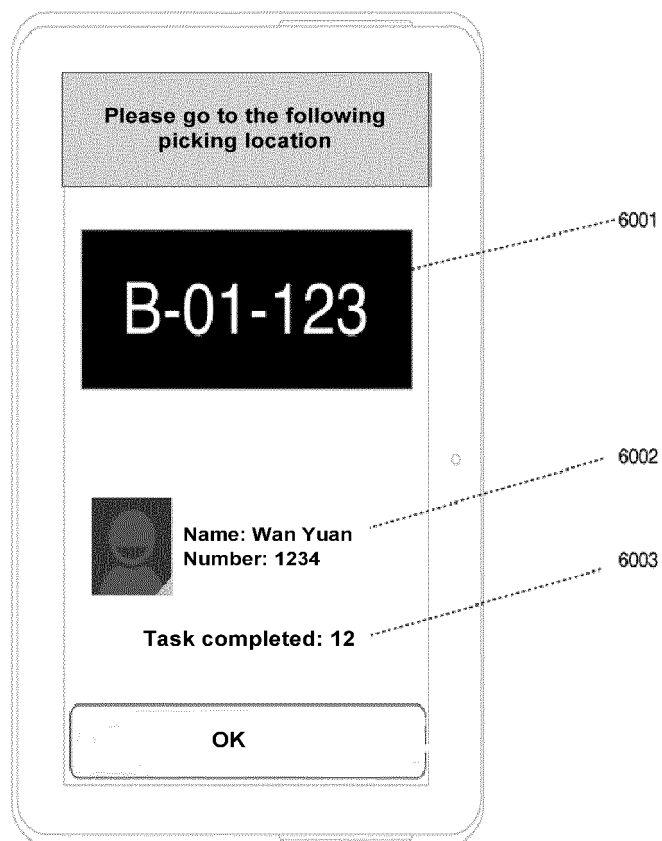 Please go to the following
picking location
B-01-123
6001
6002
Name: Wan Yuan
Number: 1234
6003
Task completed: 12
OK